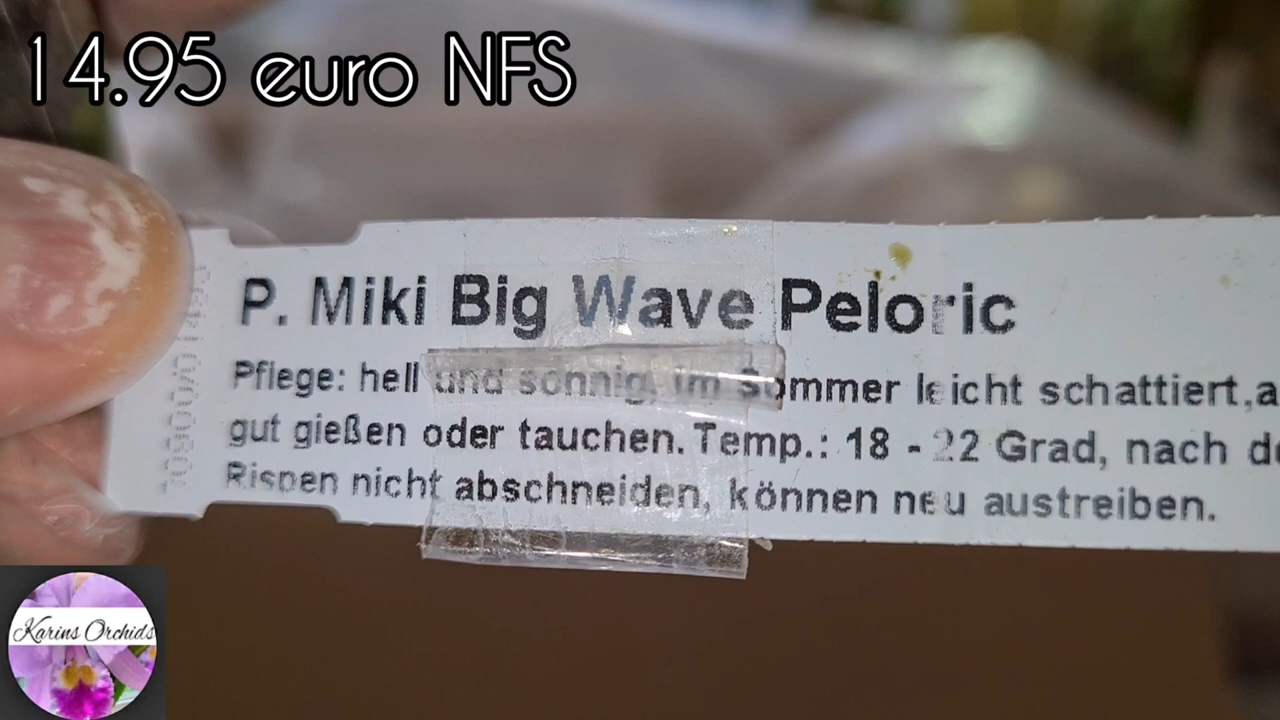 14.95 euro NFS
P. Miki Big Wave Peloric
Pflege: hell und sonnig, im Sommer leicht schattiert,a
gut gießen oder tauchen. Temp.: 18 - 22 Grad, nach
Rispen nicht abschneiden, können neu austreiben.
Karins Orchids